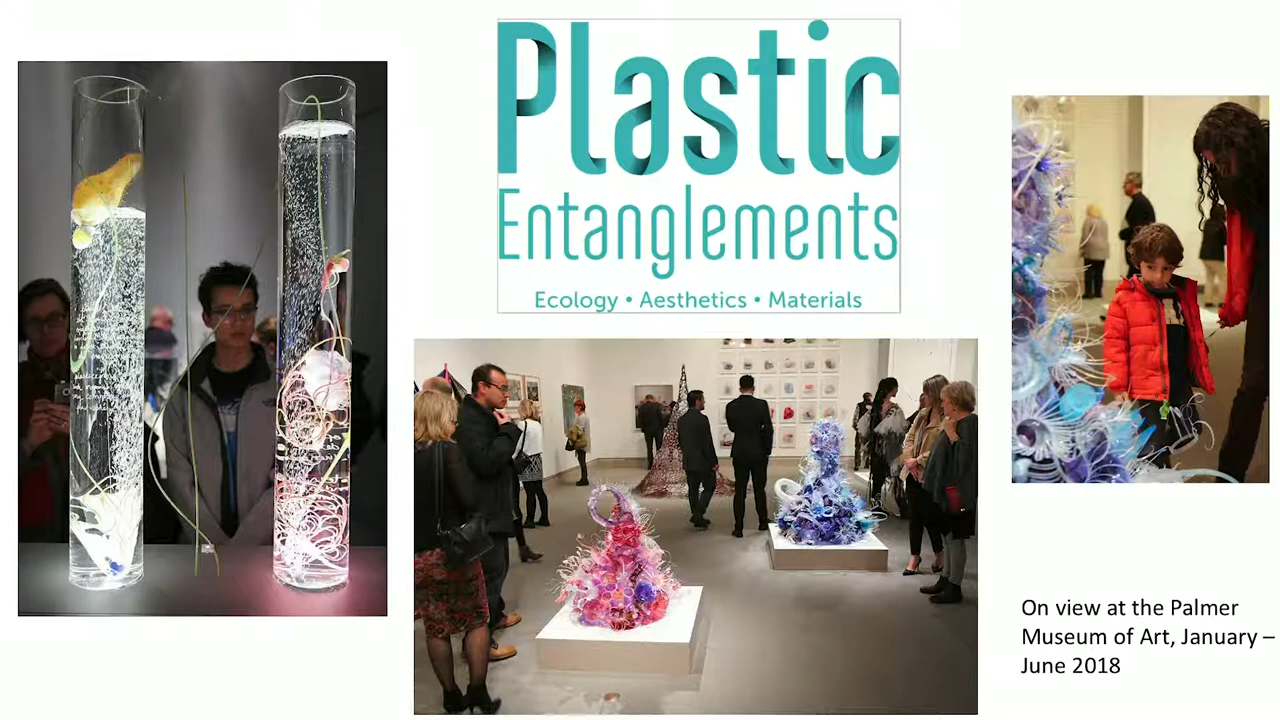 Plastic
Entanglements
Ecology • Aesthetics • Materials
On view at the Palmer
Museum of Art, January –
June 2018